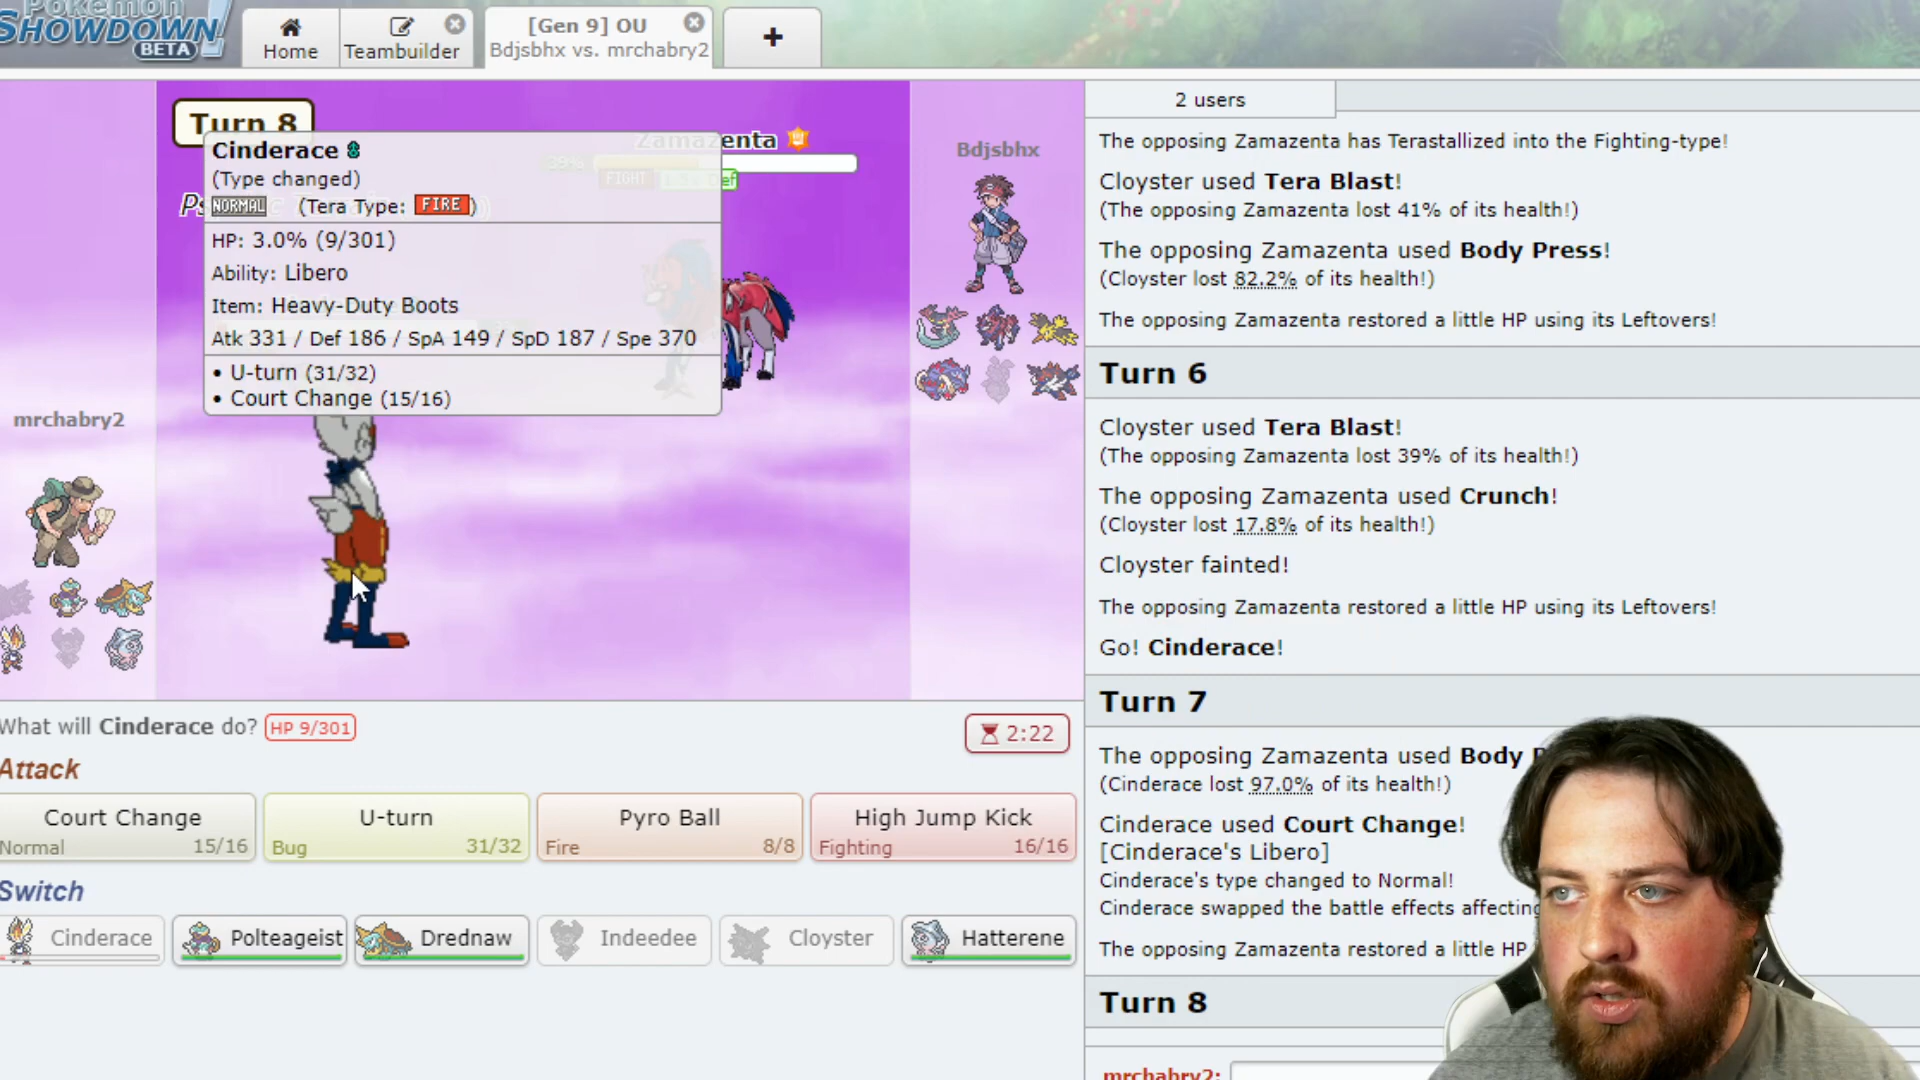 Pokémon
SHOWDOWN!
BETA
Home
Teambuilder
[Gen 9] OU
Bdjsbhx vs. mrchabry2
+
2 users
Turn 8
Cinderace
(Type changed)
NORMAL (Tera Type: FIRE)
HP: 3.0% (9/301)
Ability: Libero
Item: Heavy-Duty Boots
Atk 331 / Def 186 / SpA 149 / SpD 187 / Spe 370
• U-turn (31/32)
• Court Change (15/16)
Zamazenta
39%
FIGHT
Def
Bdjsbhx
mrchabry2
What will Cinderace do? HP 9/301
2:22
Attack
Court Change
Normal 15/16
U-turn
Bug 31/32
Pyro Ball
Fire 8/8
High Jump Kick
Fighting 16/16
Switch
Cinderace
Polteageist
Drednaw
Indeedee
Cloyster
Hatterene
The opposing Zamazenta has Terastallized into the Fighting-type!
Cloyster used Tera Blast!
(The opposing Zamazenta lost 41% of its health!)
The opposing Zamazenta used Body Press!
(Cloyster lost 82.2% of its health!)
The opposing Zamazenta restored a little HP using its Leftovers!
Turn 6
Cloyster used Tera Blast!
(The opposing Zamazenta lost 39% of its health!)
The opposing Zamazenta used Crunch!
(Cloyster lost 17.8% of its health!)
Cloyster fainted!
The opposing Zamazenta restored a little HP using its Leftovers!
Go! Cinderace!
Turn 7
The opposing Zamazenta used Body
(Cinderace lost 97.0% of its health!)
Cinderace used Court Change!
[Cinderace's Libero]
Cinderace's type changed to Normal!
Cinderace swapped the battle effects affecting
The opposing Zamazenta restored a little HP
Turn 8
mrchabry2: